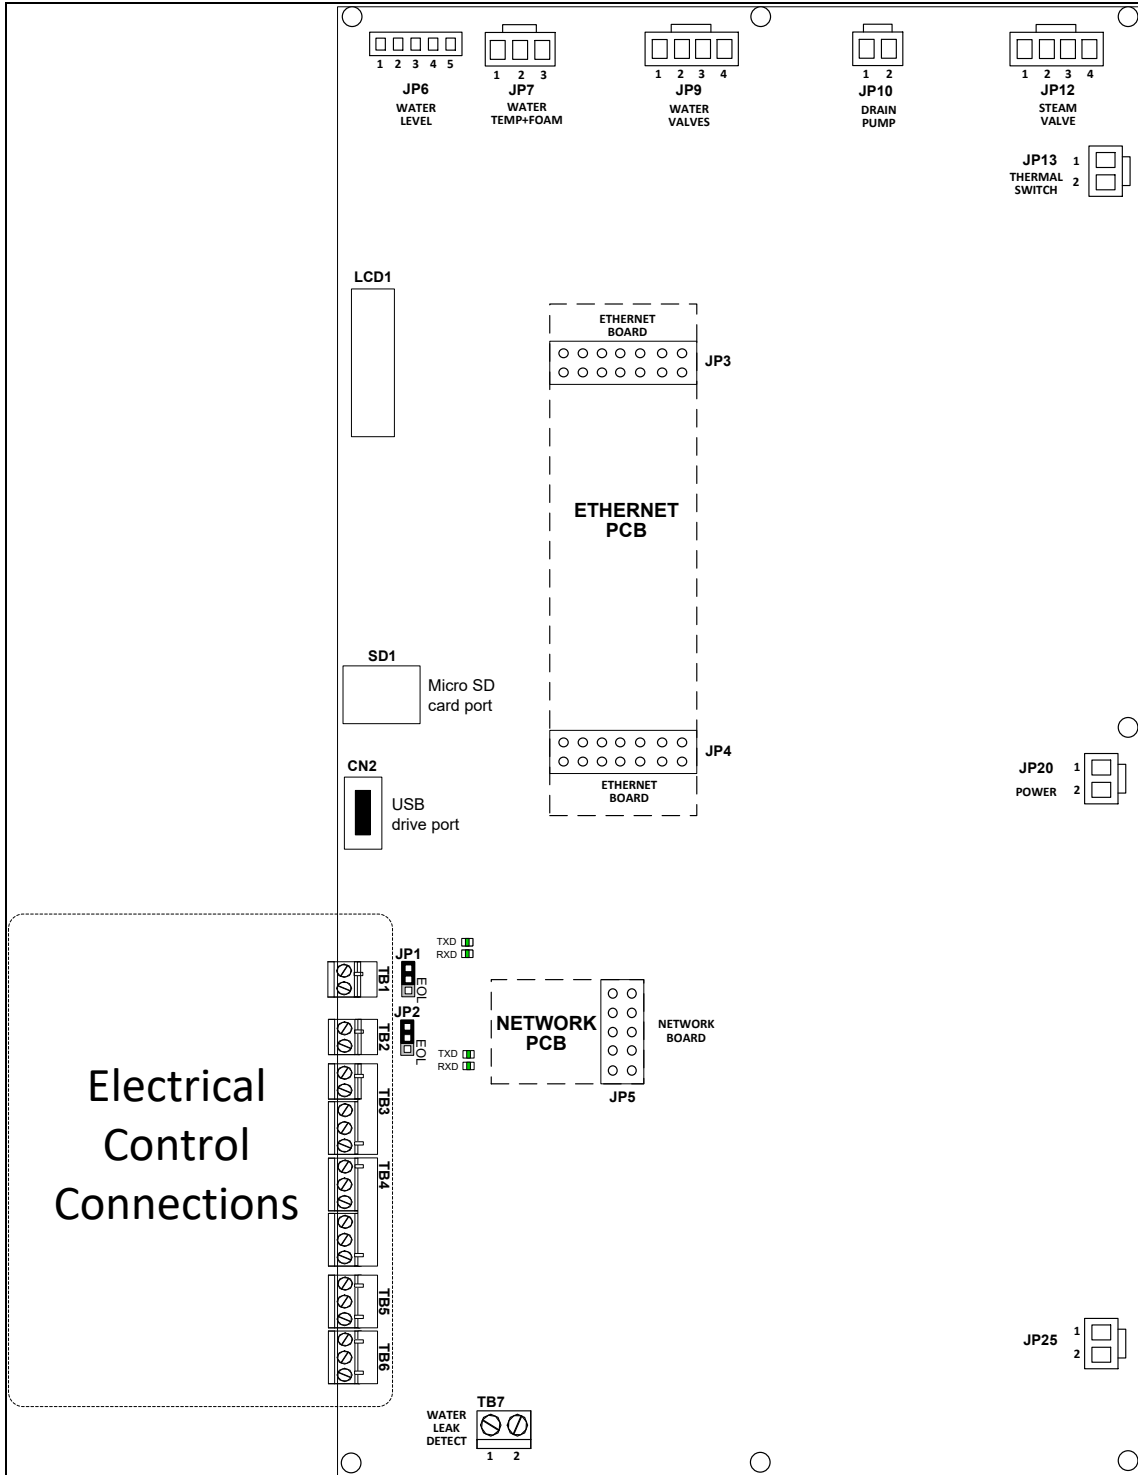 1 2 3 4 5
JP6
WATER
LEVEL
1 2 3
JP7
WATER
TEMP+FOAM
1 2 3 4
JP9
WATER
VALVES
1 2
JP10
DRAIN
PUMP
1 2 3 4
JP12
STEAM
VALVE
JP13
THERMAL
SWITCH
1
2
LCD1
ETHERNET
BOARD
JP3
ETHERNET
PCB
SD1
Micro SD
card port
JP4
ETHERNET
BOARD
CN2
USB
drive port
JP20
POWER
1
2
TXD
RXD
JP1
EOL
TB1
JP2
EOL
TB2
TXD
RXD
NETWORK
PCB
NETWORK
BOARD
JP5
Electrical
Control
Connections
TB3
TB4
TB5
TB6
JP25
1
2
TB7
WATER
LEAK
DETECT
1 2